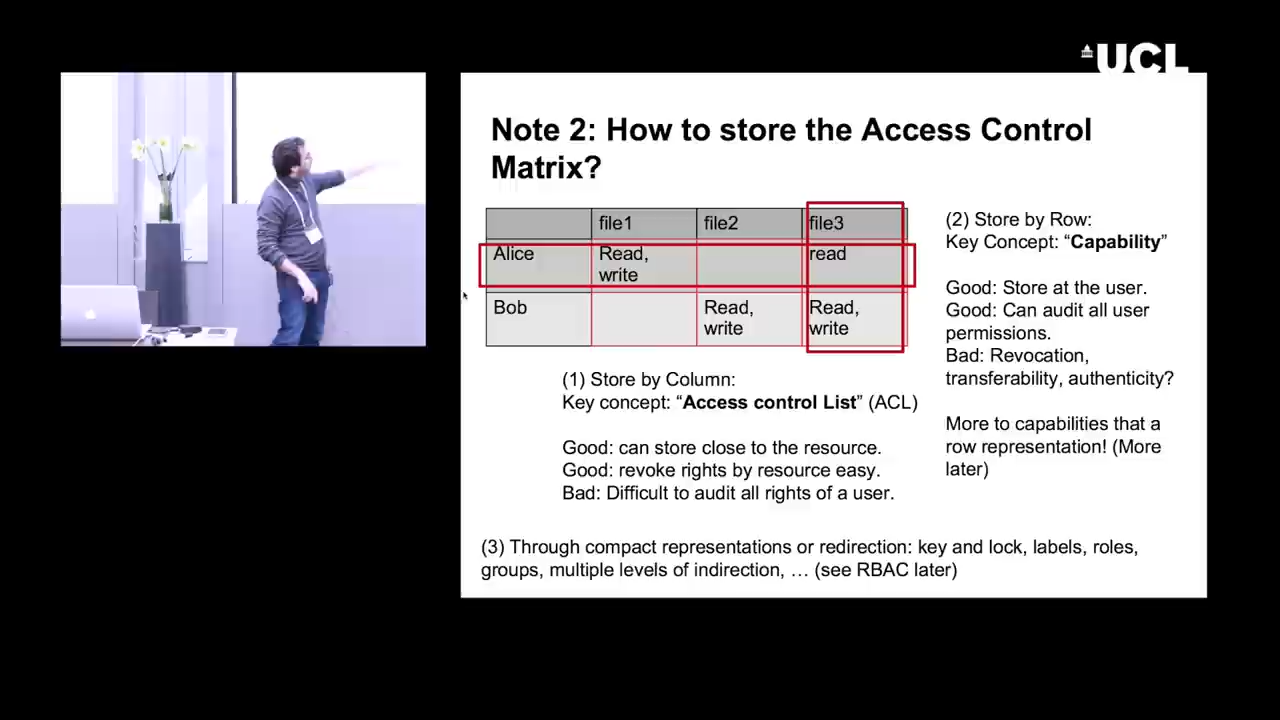 UCL
Note 2: How to store the Access Control
Matrix?
file1 file2 file3
Alice Read, write read
Bob Read, write Read, write
(1) Store by Column:
Key concept: “Access control List” (ACL)
Good: can store close to the resource.
Good: revoke rights by resource easy.
Bad: Difficult to audit all rights of a user.
(2) Store by Row:
Key Concept: “Capability”
Good: Store at the user.
Good: Can audit all user
permissions.
Bad: Revocation,
transferability, authenticity?
More to capabilities that a
row representation! (More
later)
(3) Through compact representations or redirection: key and lock, labels, roles,
groups, multiple levels of indirection, … (see RBAC later)